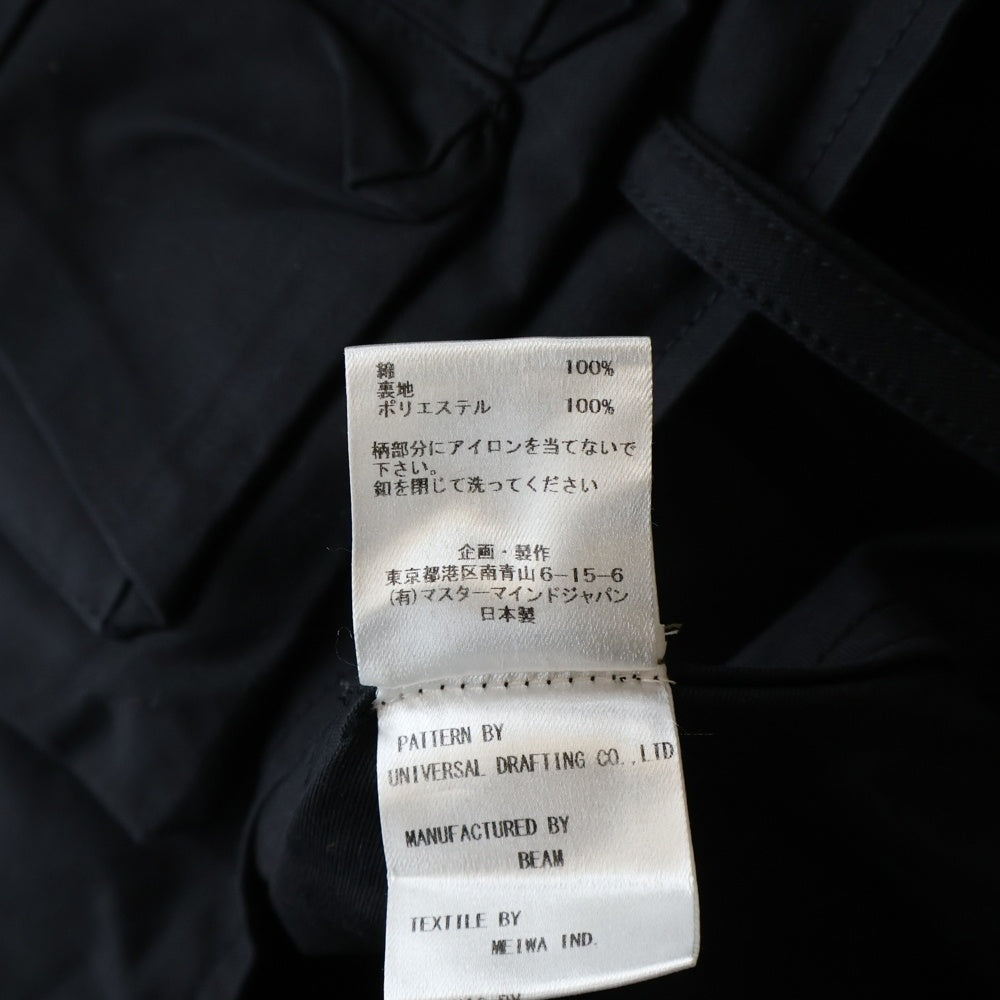 綿 100%
裏地
ポリエステル 100%
柄部分にアイロンを当てないで
下さい。
釦を閉じて洗ってください
企画・製作
東京都港区南青山6-15-6
(有)マスターマインドジャパン
日本製
PATTERN BY
UNIVERSAL DRAFTING CO.,LTD
MANUFACTURED BY
BEAM
TEXTILE BY
MEIWA IND.
BY